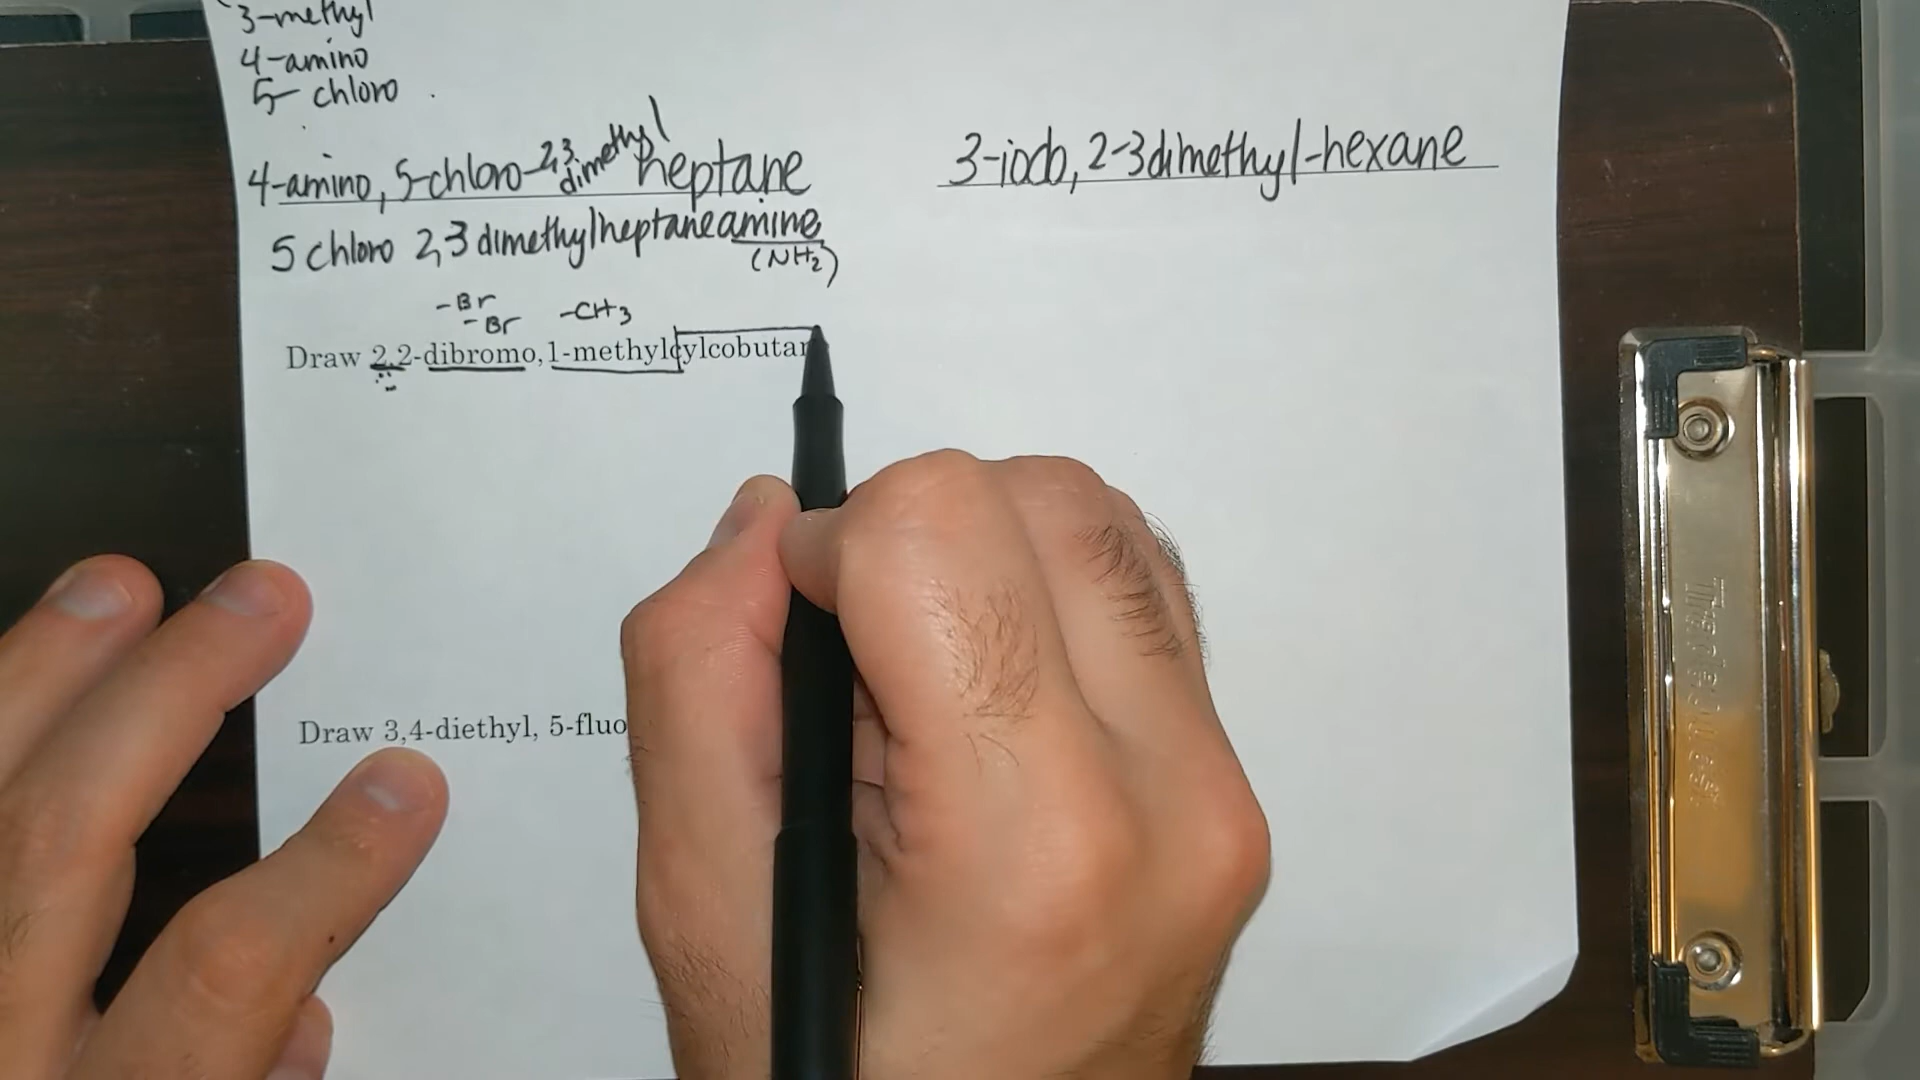 3-methyl
4-amino
5- chloro
4-amino, 5-chloro-2,3 dimethyl heptane
3-iodo, 2-3dimethyl-hexane
5 chloro 2,3 dimethylheptaneamine
(NH2)
-Br
-Br
-CH3
Draw 2,2-dibromo, 1-methylcylcobutan
Draw 3,4-diethyl, 5-fluo